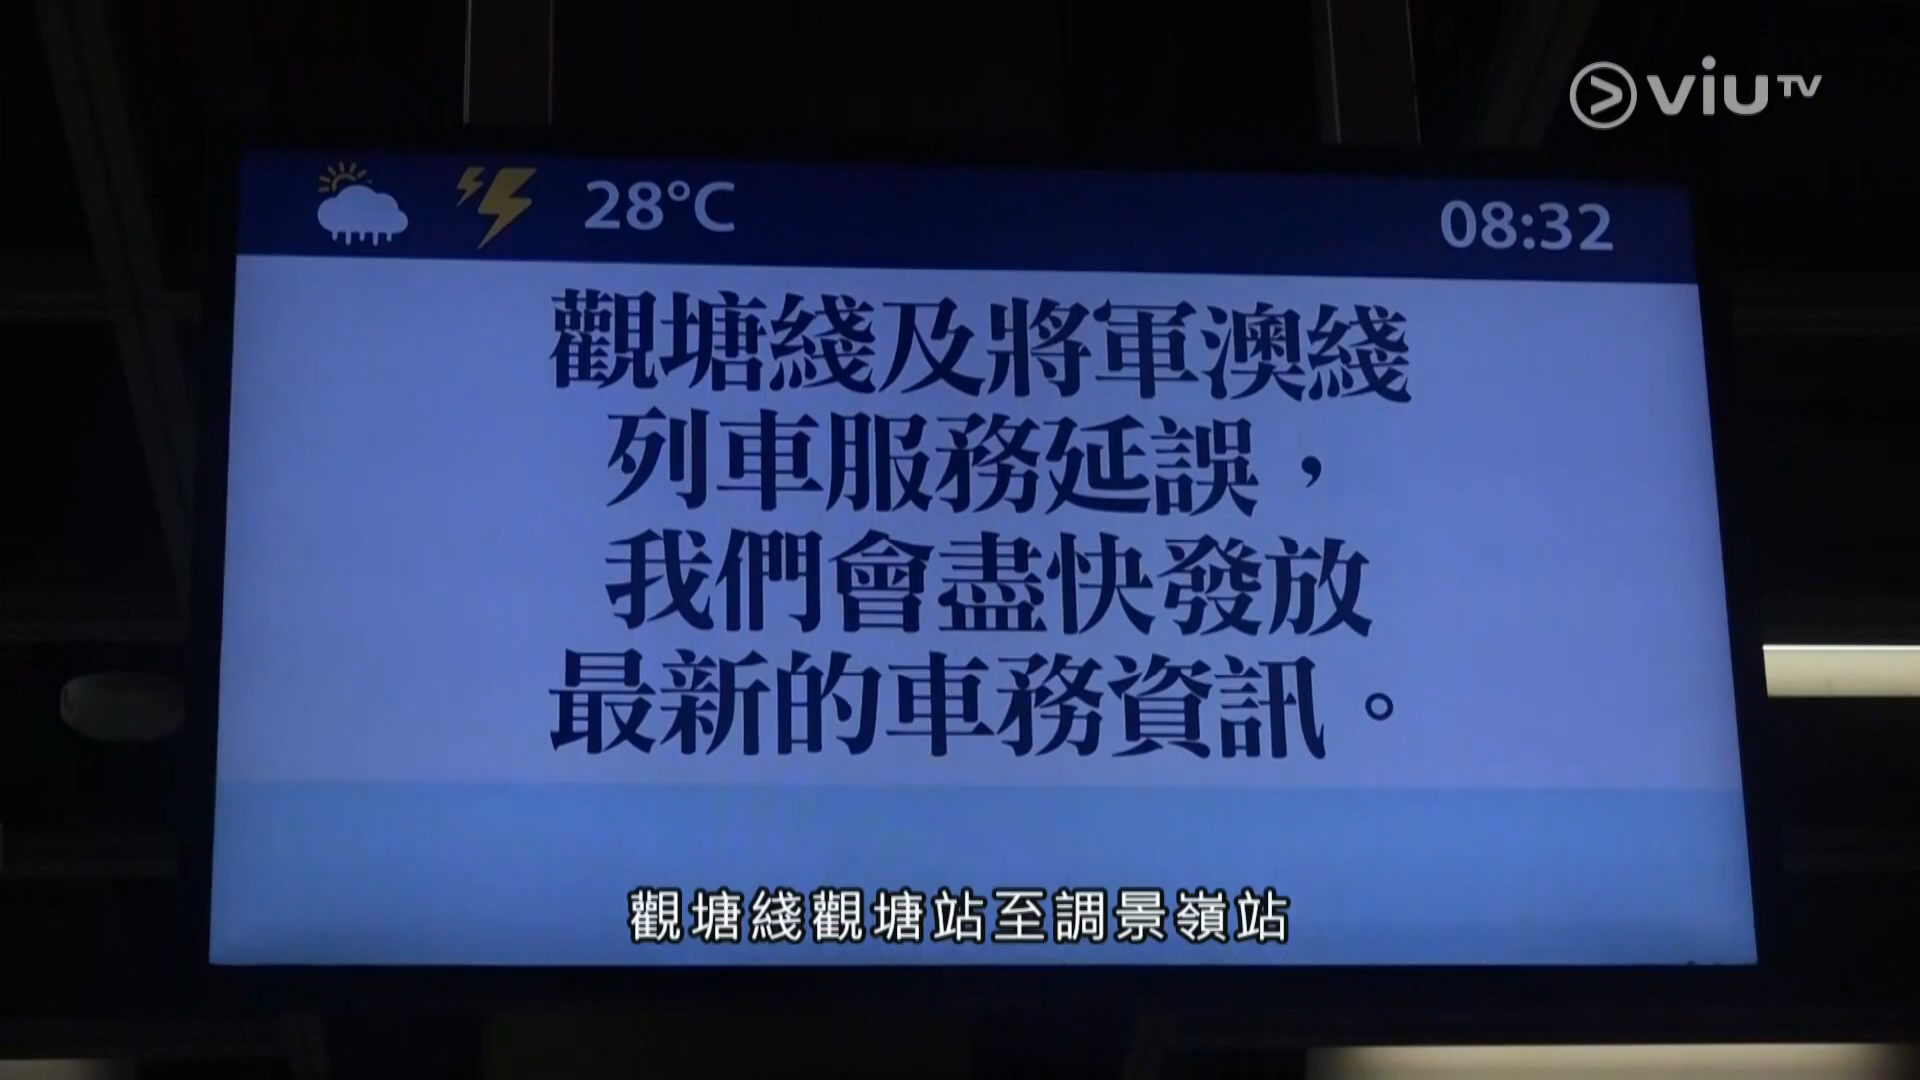 viuTV
28°C
08:32
觀塘綫及將軍澳綫
列車服務延誤，
我們會盡快發放
最新的車務資訊。
觀塘綫觀塘站至調景嶺站